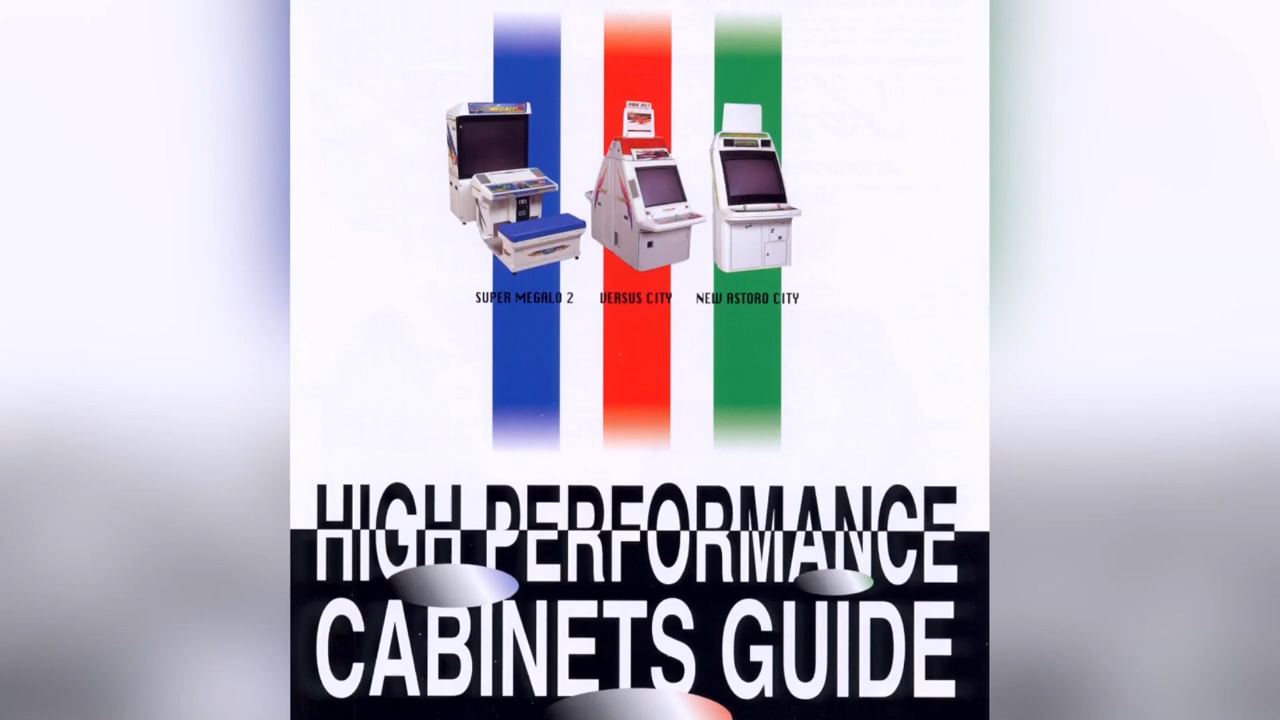 SUPER MEGALO 2 VERSUS CITY NEW ASTORO CITY
HIGH PERFORMANCE
CABINETS GUIDE